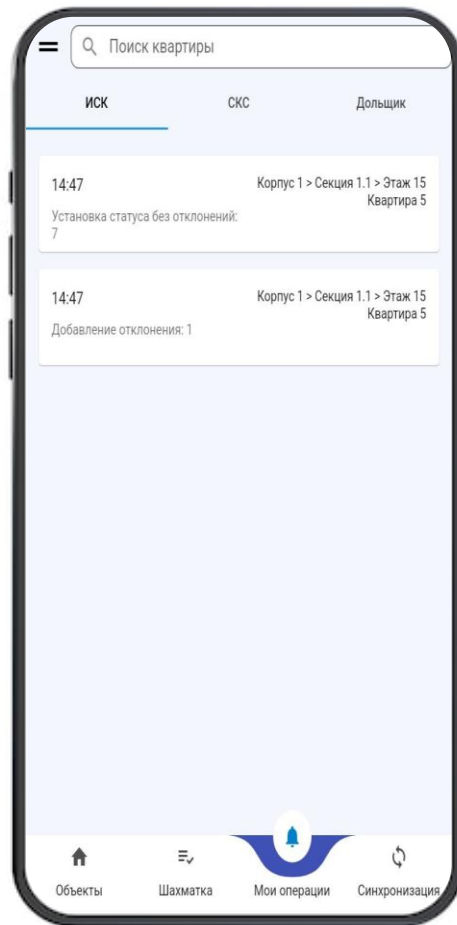 Поиск квартиры
ИСК
СКС
Дольщик
14:47
Корпус 1 > Секция 1.1 > Этаж 15
Квартира 5
Установка статуса без отклонений:
7
14:47
Корпус 1 > Секция 1.1 > Этаж 15
Квартира 5
Добавление отклонения: 1
Объекты
Шахматка
Мои операции
Синхронизация